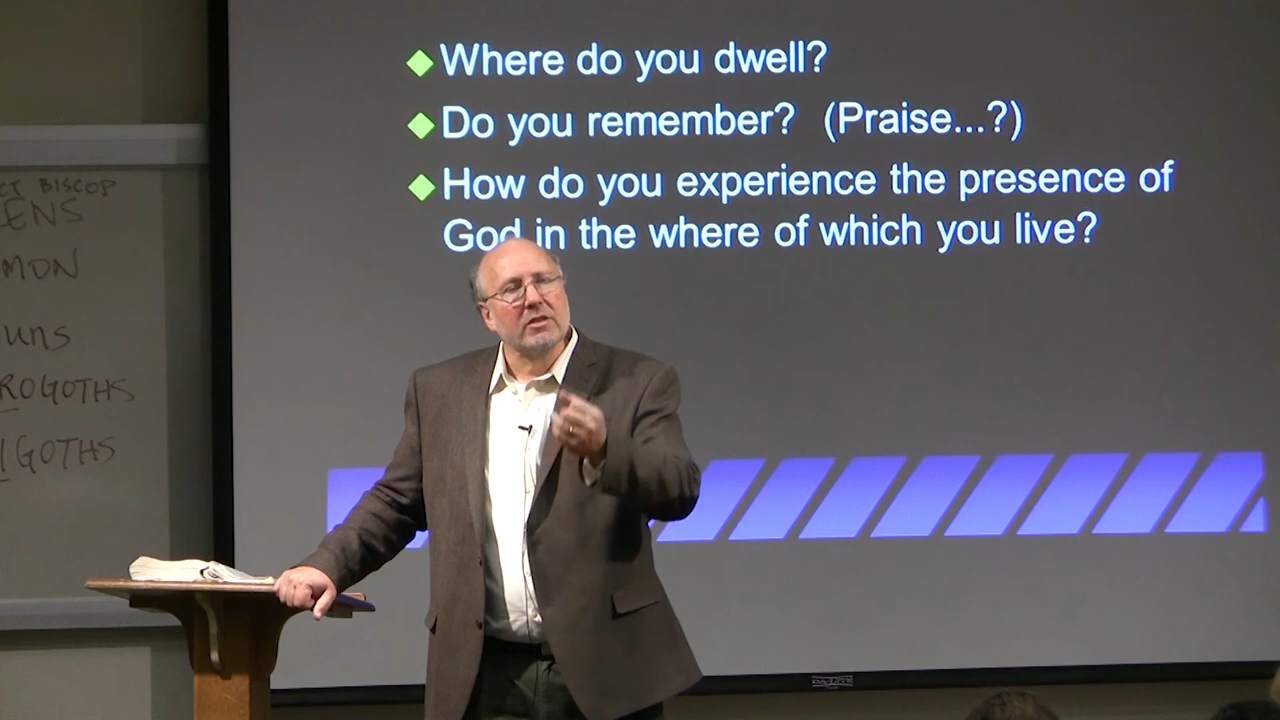 Where do you dwell?
Do you remember? (Praise...?)
How do you experience the presence of
God in the where of which you live?
CT BISCOP
ENS
MON
uns
ROGOTHS
IGOTHS